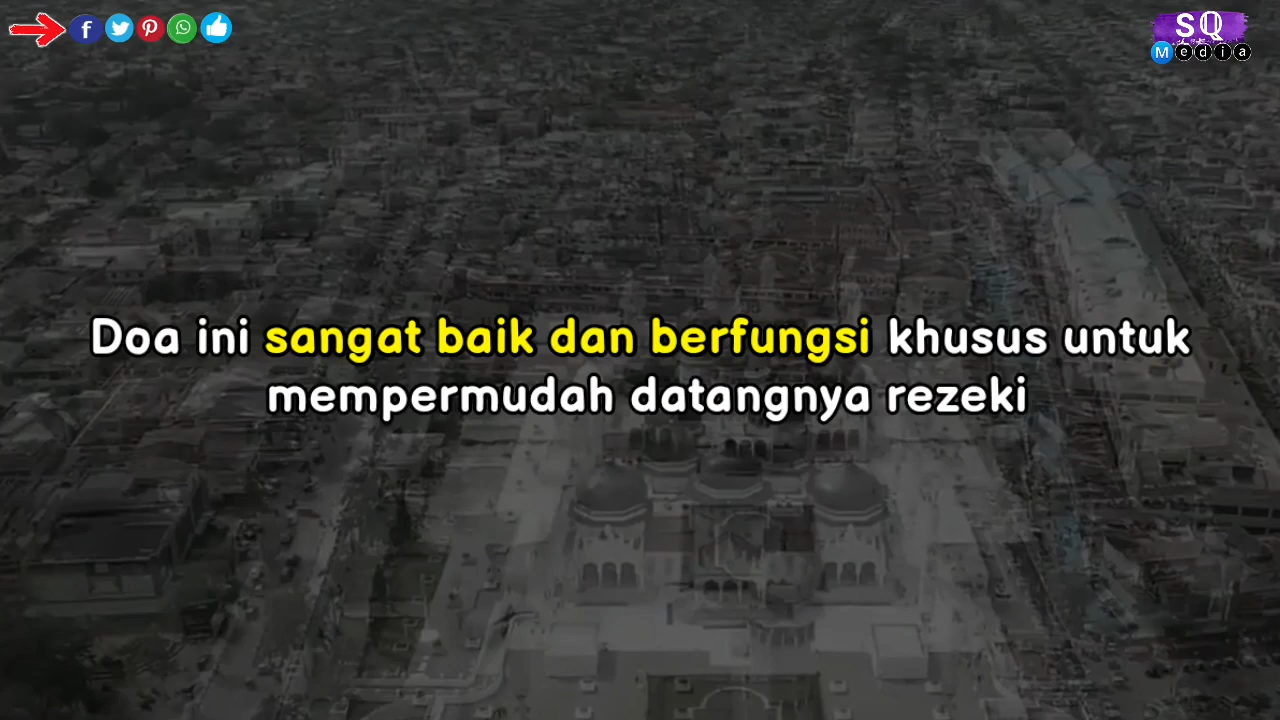 SQ
Media
Doa ini sangat baik dan berfungsi khusus untuk
mempermudah datangnya rezeki